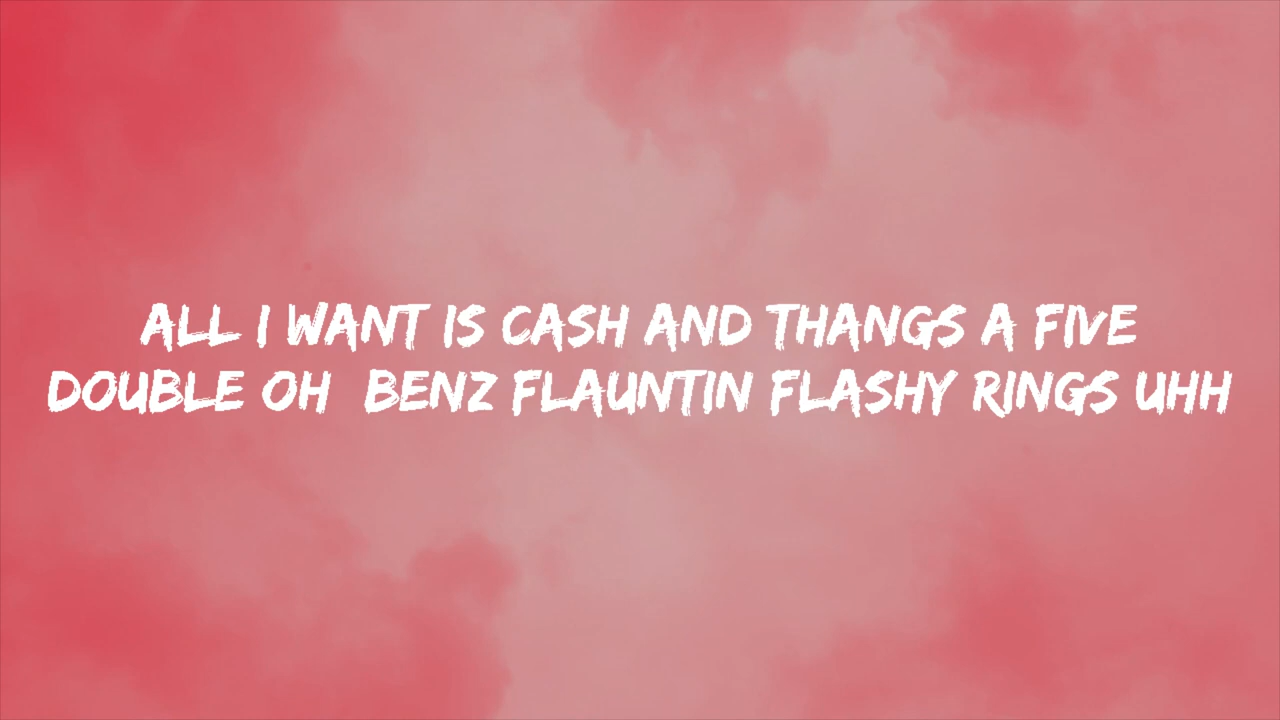 ALL I WANT IS CASH AND THANGS A FIVE
DOUBLE OH BENZ FLAUNTIN FLASHY RINGS UHH